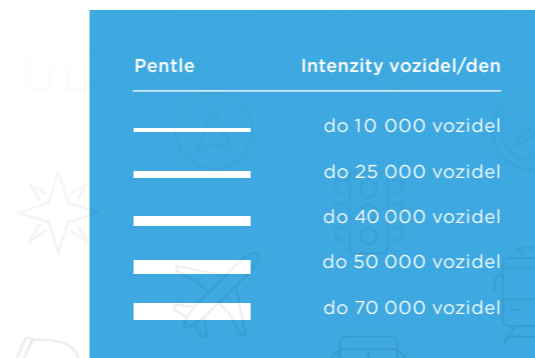 Pentle Intenzity vozidel/den
do 10 000 vozidel
do 25 000 vozidel
do 40 000 vozidel
do 50 000 vozidel
do 70 000 vozidel